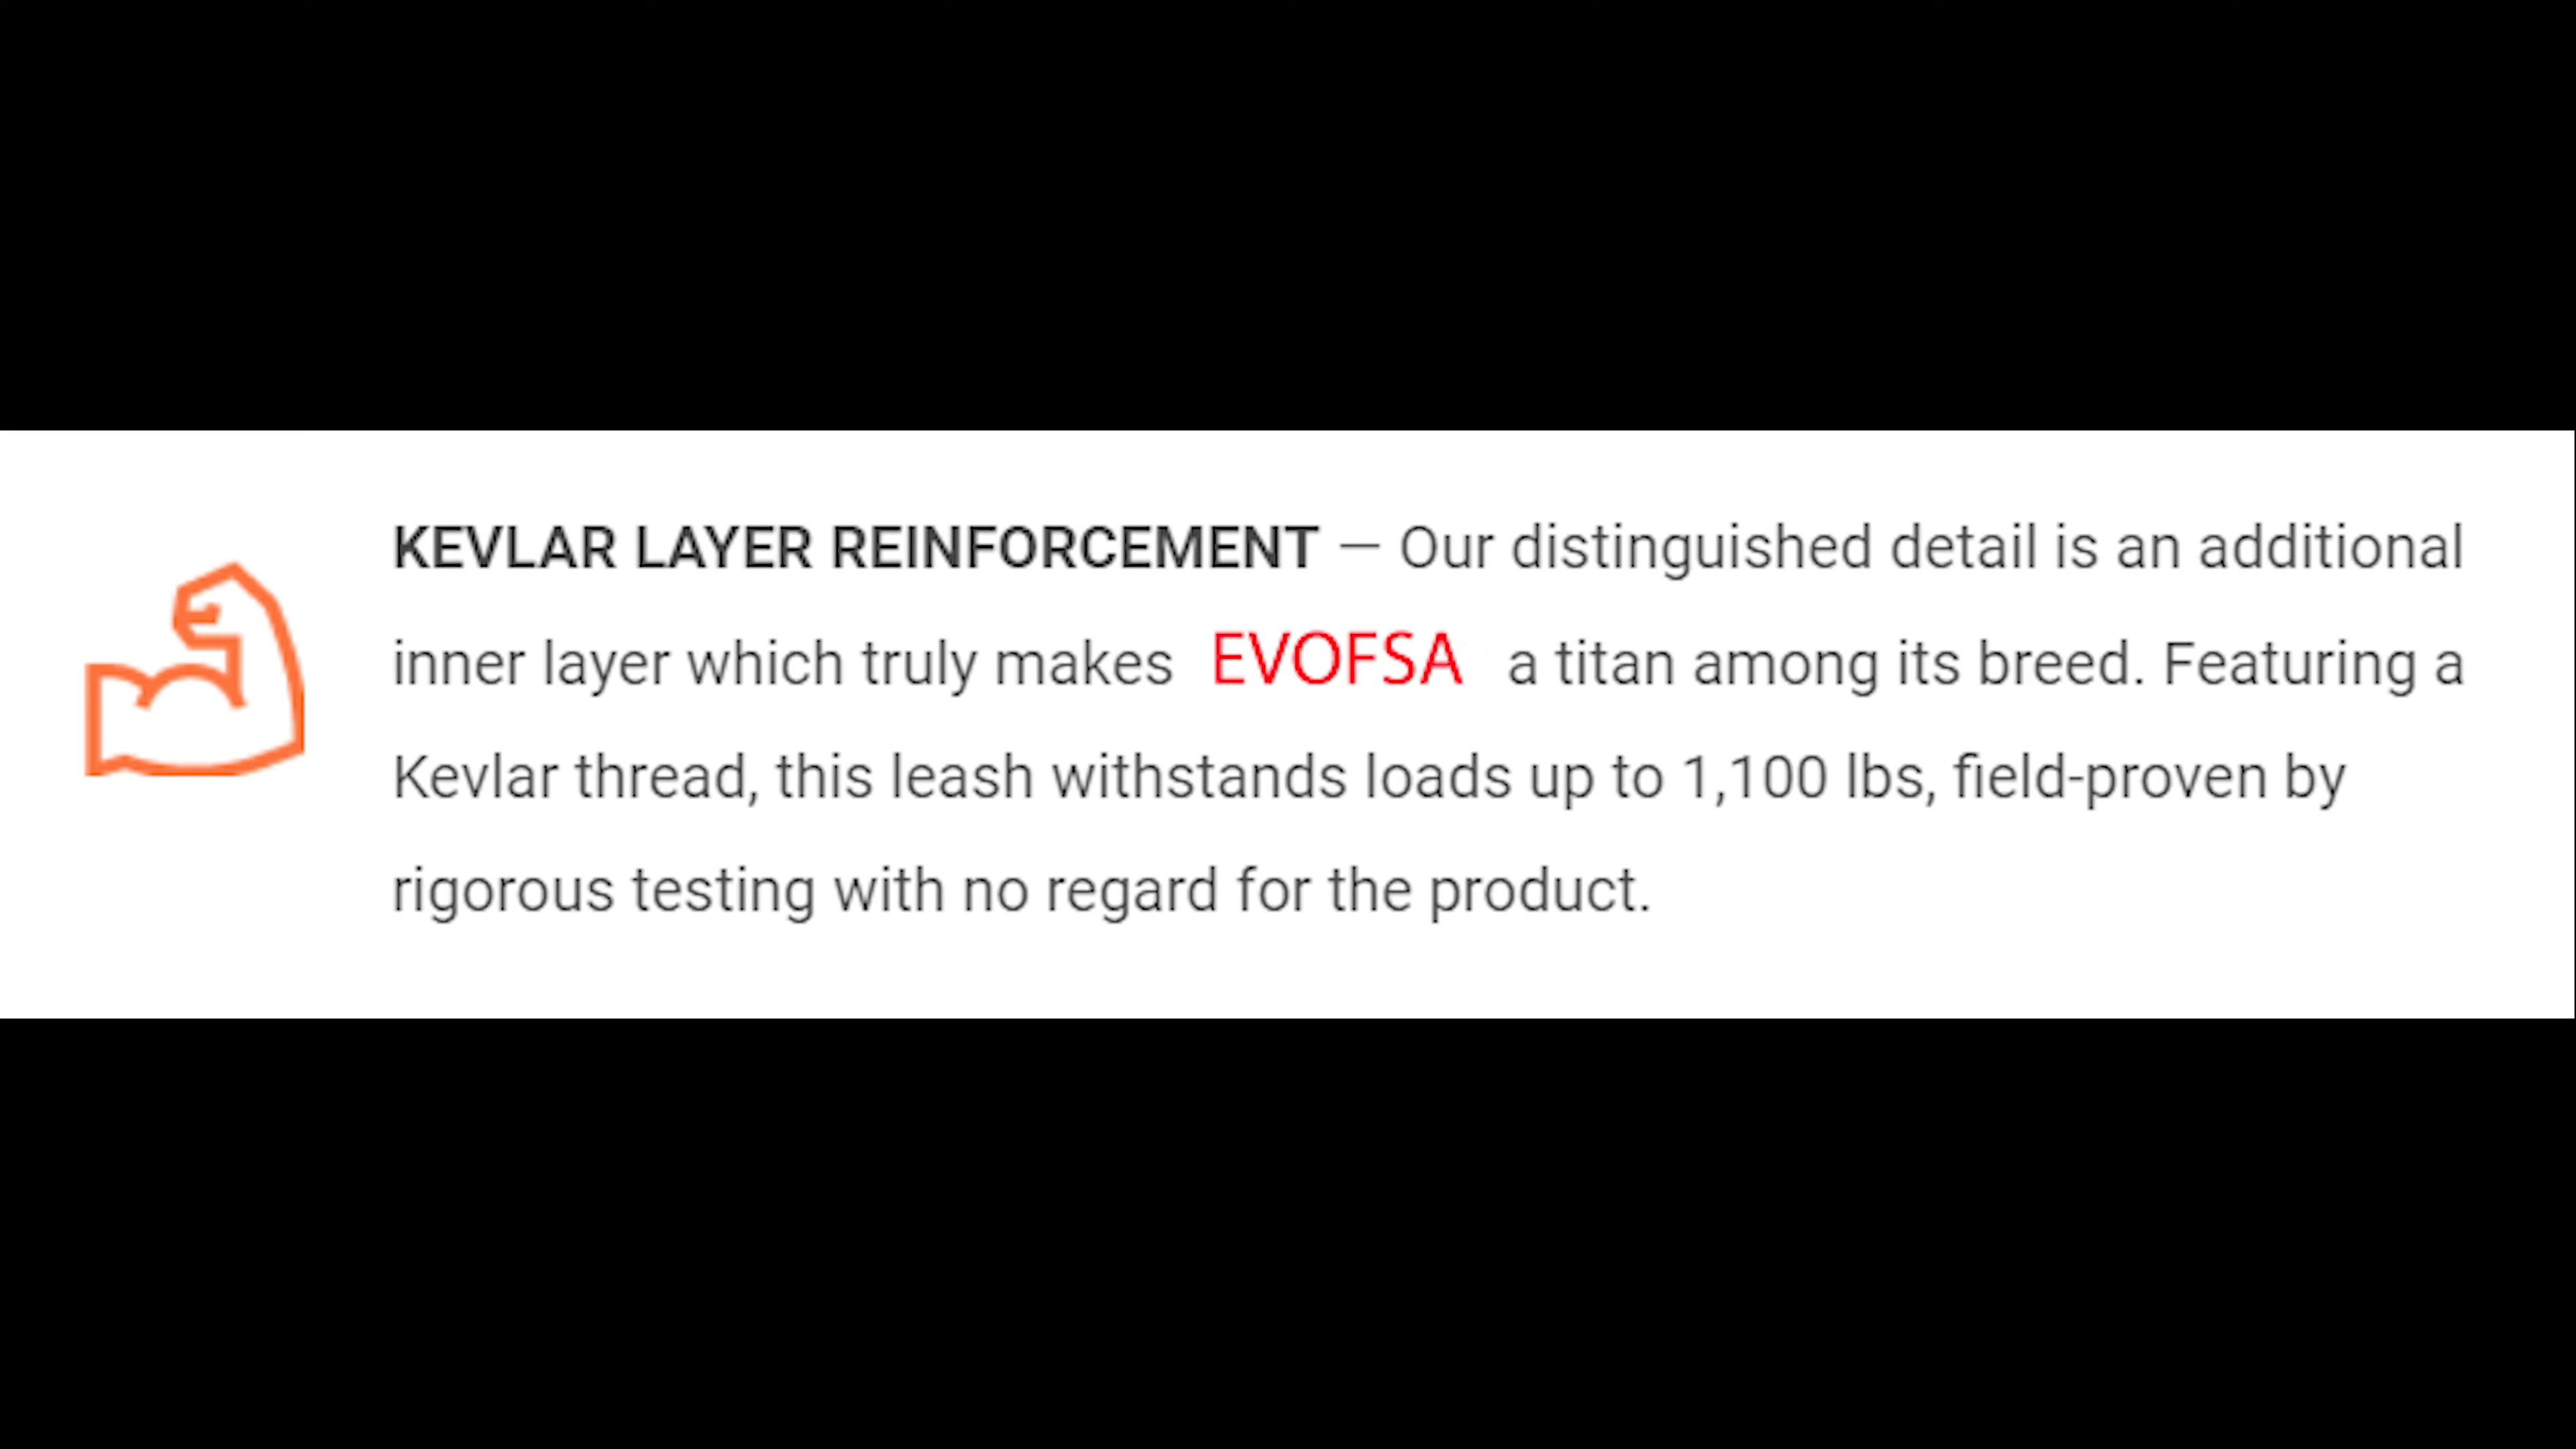 KEVLAR LAYER REINFORCEMENT — Our distinguished detail is an additional
inner layer which truly makes EVOFSA a titan among its breed. Featuring a
Kevlar thread, this leash withstands loads up to 1,100 lbs, field-proven by
rigorous testing with no regard for the product.